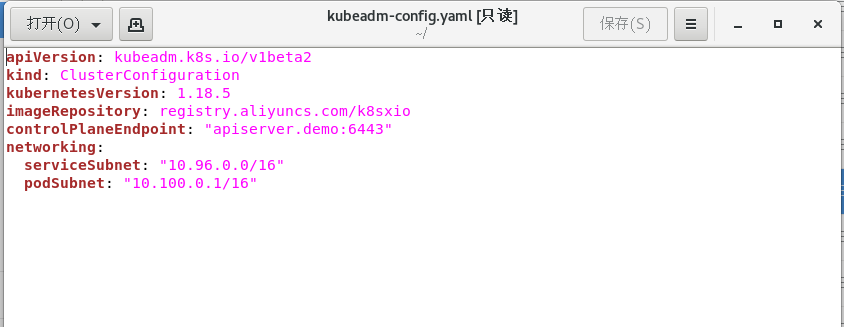 打开(O)
kubeadm-config.yaml [只读]
~/
保存(S)
apiVersion: kubeadm.k8s.io/v1beta2
kind: ClusterConfiguration
kubernetesVersion: 1.18.5
imageRepository: registry.aliyuncs.com/k8sxio
controlPlaneEndpoint: "apiserver.demo:6443"
networking:
  serviceSubnet: "10.96.0.0/16"
  podSubnet: "10.100.0.1/16"